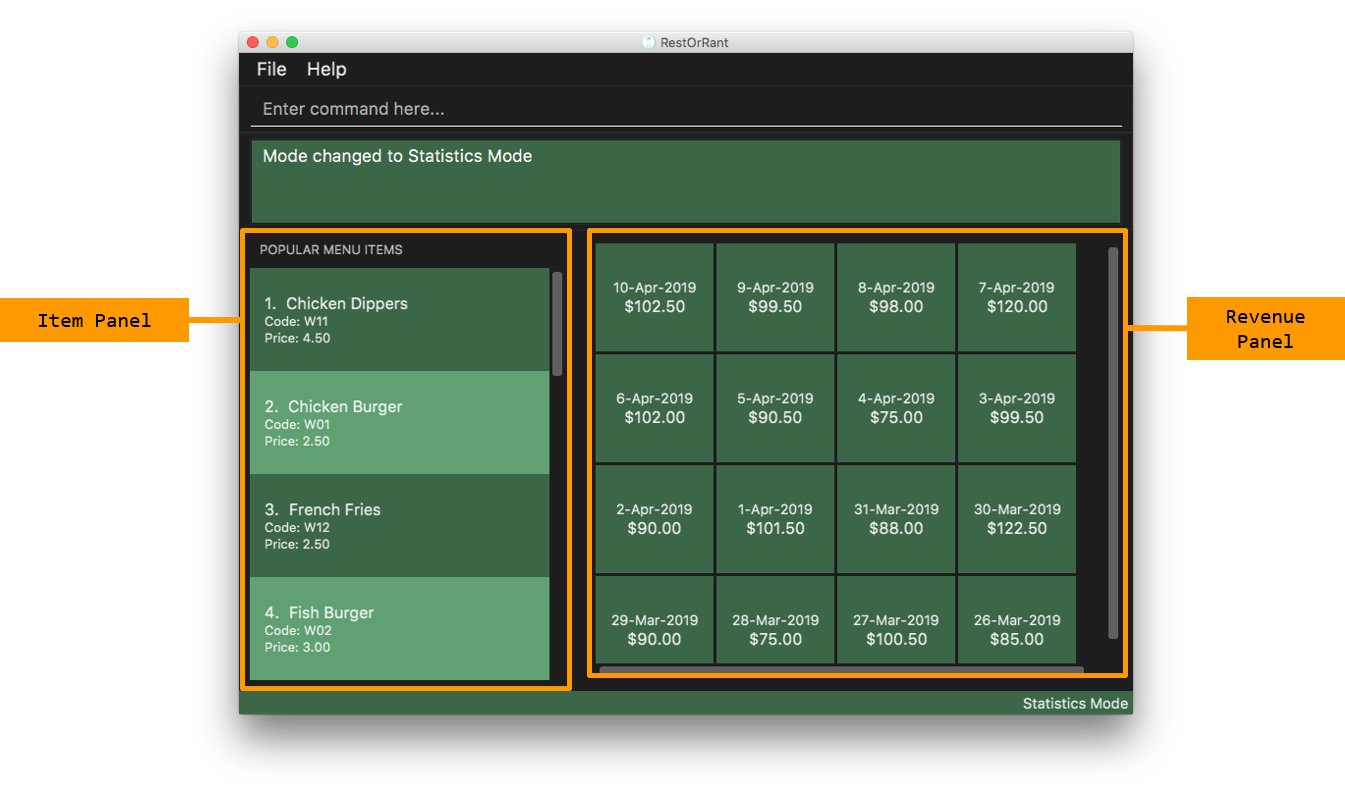 RestOrRant
File Help
Enter command here...
Mode changed to Statistics Mode
Item Panel
POPULAR MENU ITEMS
1. Chicken Dippers
Code: W11
Price: 4.50
2. Chicken Burger
Code: W01
Price: 2.50
3. French Fries
Code: W12
Price: 2.50
4. Fish Burger
Code: W02
Price: 3.00
10-Apr-2019 9-Apr-2019 8-Apr-2019 7-Apr-2019
$102.50 $99.50 $98.00 $120.00
6-Apr-2019 5-Apr-2019 4-Apr-2019 3-Apr-2019
$102.00 $90.50 $75.00 $99.50
2-Apr-2019 1-Apr-2019 31-Mar-2019 30-Mar-2019
$90.00 $101.50 $88.00 $122.50
29-Mar-2019 28-Mar-2019 27-Mar-2019 26-Mar-2019
$90.00 $75.00 $100.50 $85.00
Revenue
Panel
Statistics Mode